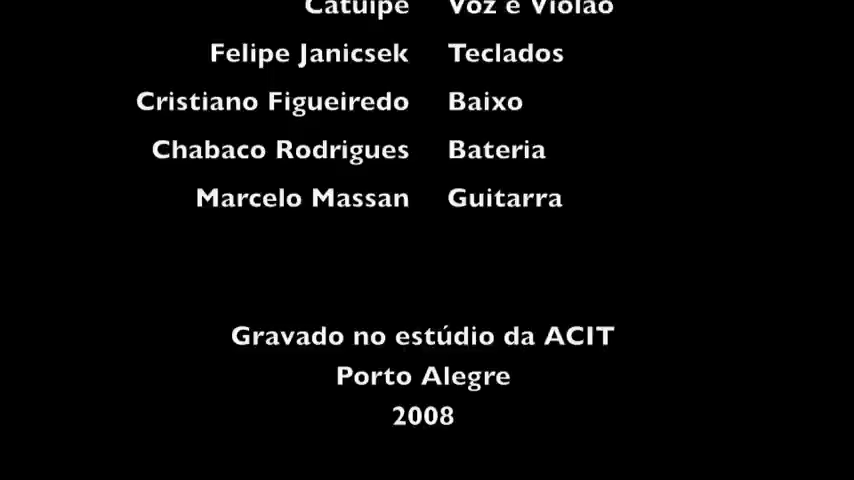 Catuípe Voz e Violão
Felipe Janicsek Teclados
Cristiano Figueiredo Baixo
Chabaco Rodrigues Bateria
Marcelo Massan Guitarra
Gravado no estúdio da ACIT
Porto Alegre
2008